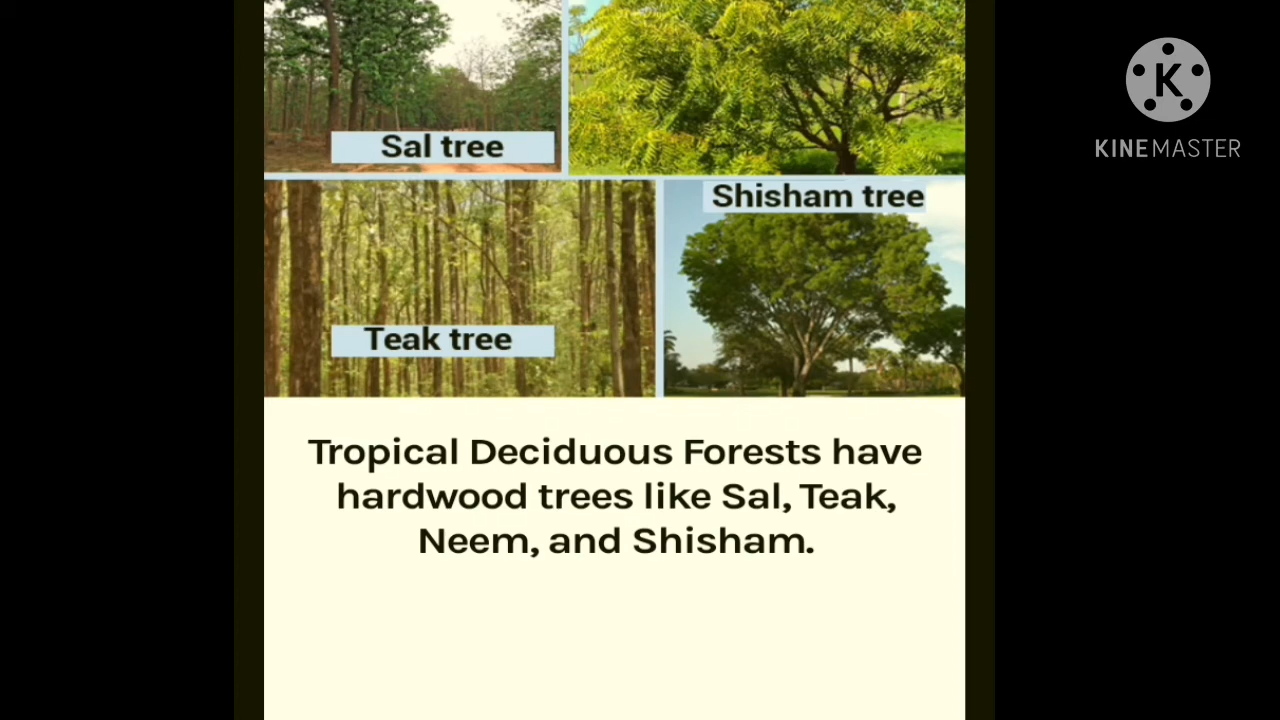 Sal tree
Shisham tree
Teak tree
Tropical Deciduous Forests have
hardwood trees like Sal, Teak,
Neem, and Shisham.
K
KINEMASTER